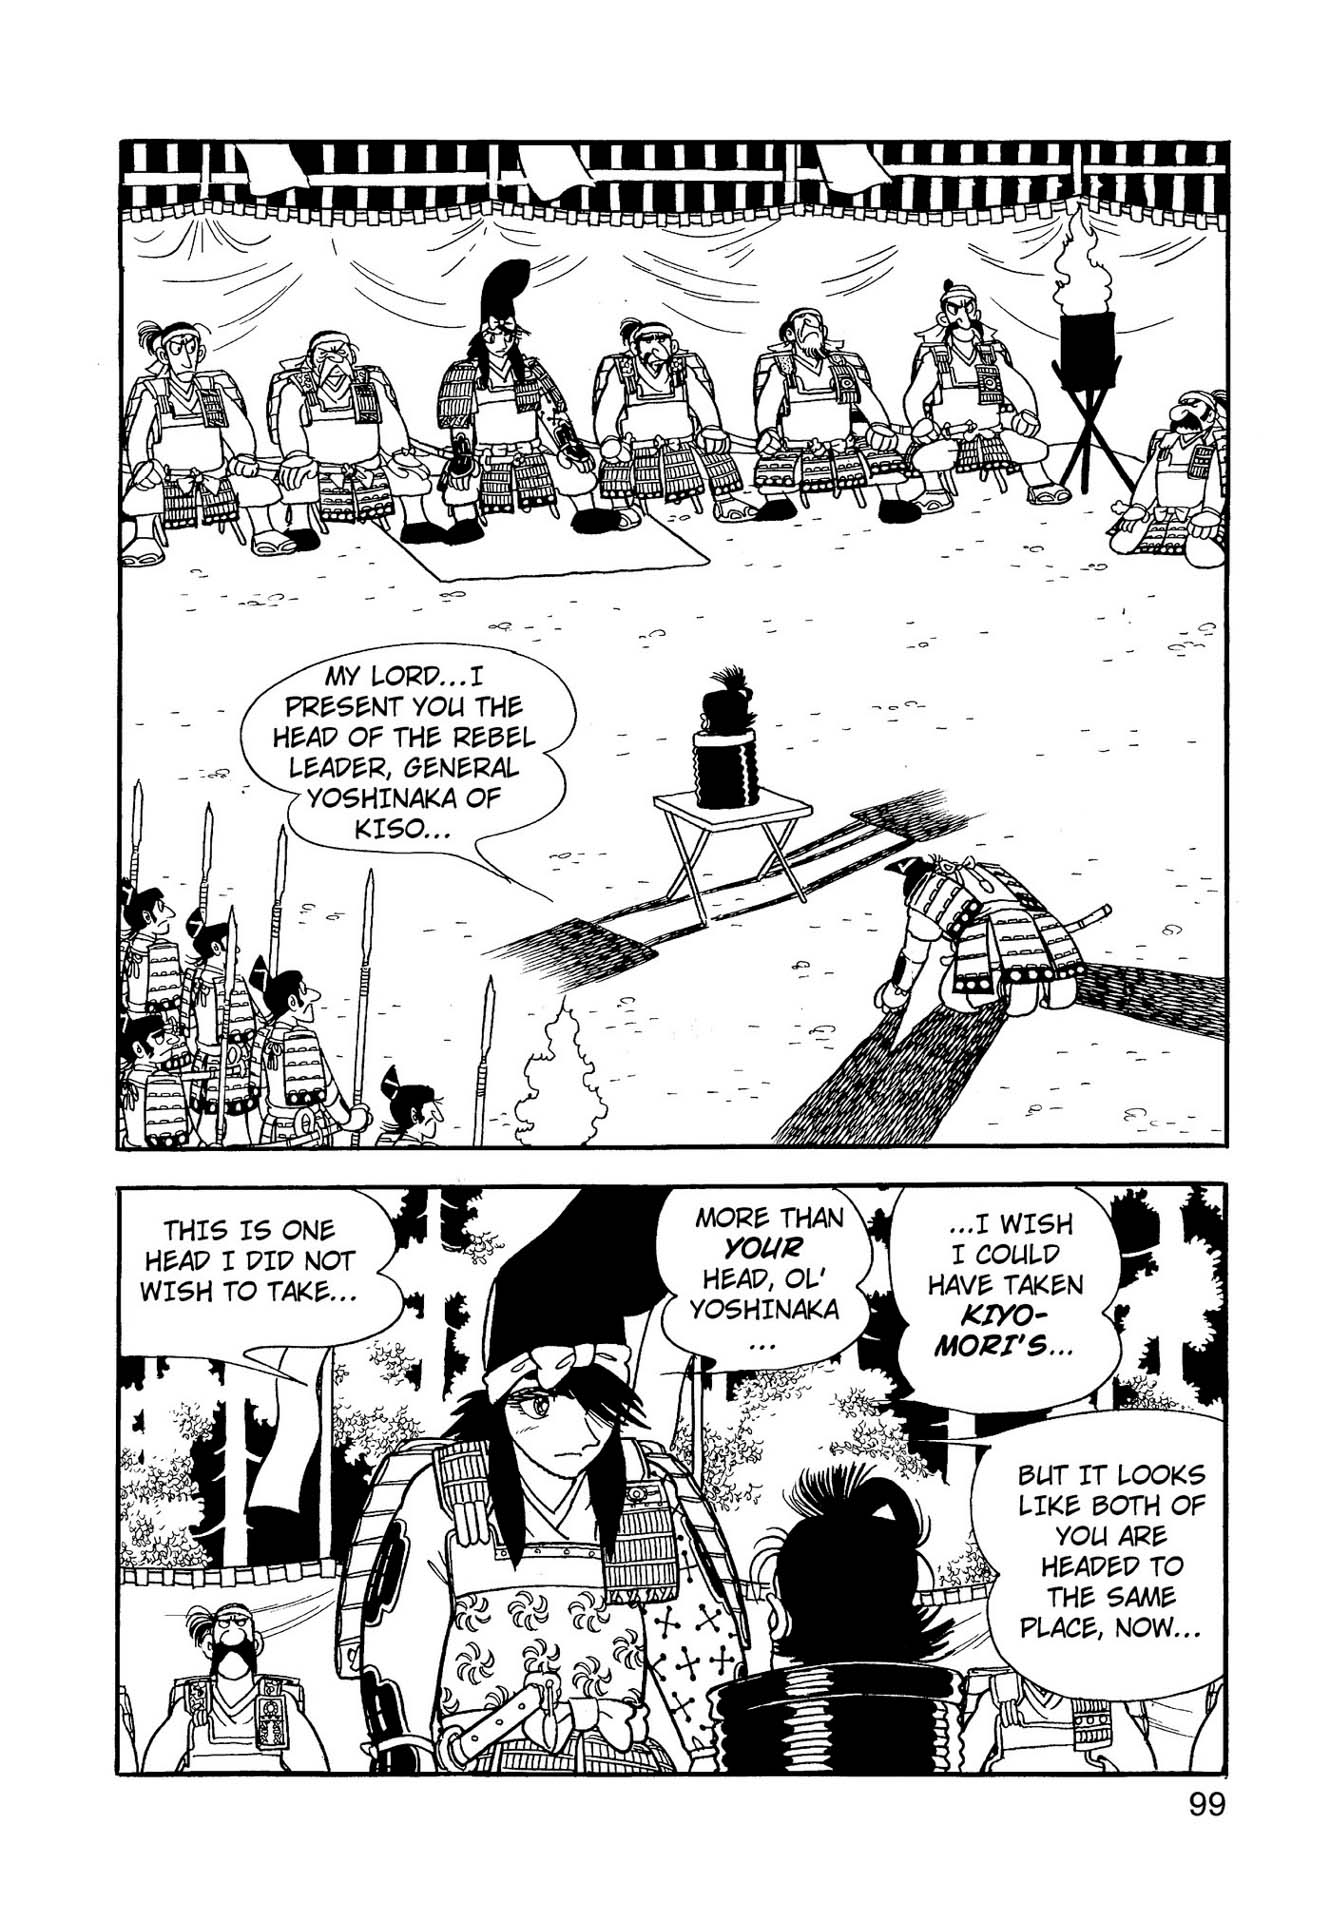 MY LORD...I
PRESENT YOU THE
HEAD OF THE REBEL
LEADER, GENERAL
YOSHINAKA OF
KISO...
THIS IS ONE
HEAD I DID NOT
WISH TO TAKE...
MORE THAN
YOUR
HEAD, OL'
YOSHINAKA
...
...I WISH
I COULD
HAVE TAKEN
KIYO-
MORI'S...
BUT IT LOOKS
LIKE BOTH OF
YOU ARE
HEADED TO
THE SAME
PLACE, NOW...
99